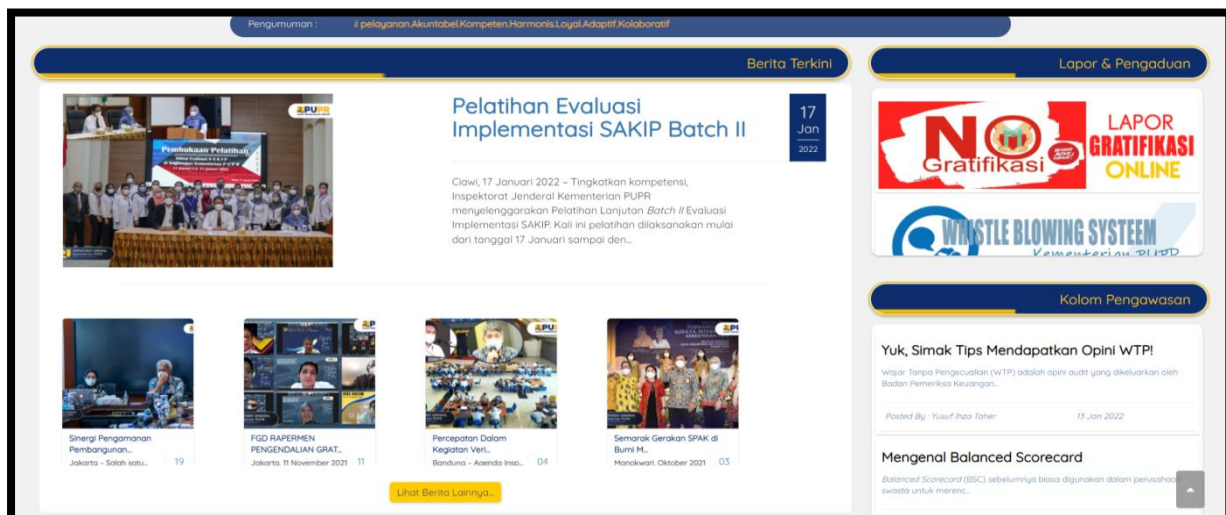 Pengumuman : i pelayanan.Akuntabel.Kompeten.Harmonis.Loyal.Adaptif.Kolaboratif
Berita Terkini
PUPR
Pembukaan Pelatihan
Pelatihan Evaluasi
Implementasi SAKIP Batch II
17
Jan
2022
Ciawi, 17 Januari 2022 – Tingkatkan kompetensi,
Inspektorat Jenderal Kementerian PUPR
menyelenggarakan Pelatihan Lanjutan Batch II Evaluasi
Implementasi SAKIP. Kali ini pelatihan dilaksanakan mulai
dari tanggal 17 Januari sampai den...
Sinergi Pengamanan
Pembangunan...
Jakarta – Salah satu...
19
FGD RAPERMEN
PENGENDALIAN GRAT...
Jakarta, 11 November 2021
11
Percepatan Dalam
Kegiatan Veri...
Bandung – Agenda Insp...
04
Semarak Gerakan SPAK di
Bumi M...
Manokwari, Oktober 2021
03
Lihat Berita Lainnya...
Lapor & Pengaduan
NO
Gratifikasi
LAPOR
GRATIFIKASI
ONLINE
WHISTLE BLOWING SYSTEEM
Kementerian PUPR
Kolom Pengawasan
Yuk, Simak Tips Mendapatkan Opini WTP!
Wajar Tanpa Pengecualian (WTP) adalah opini audit yang dikeluarkan oleh
Badan Pemeriksa Keuangan...
Posted By : Yusuf Ihza Taher
13 Jan 2022
Mengenal Balanced Scorecard
Balanced Scorecard (BSC) sebelumnya biasa digunakan dalam perusahaan
swasta untuk merenc...